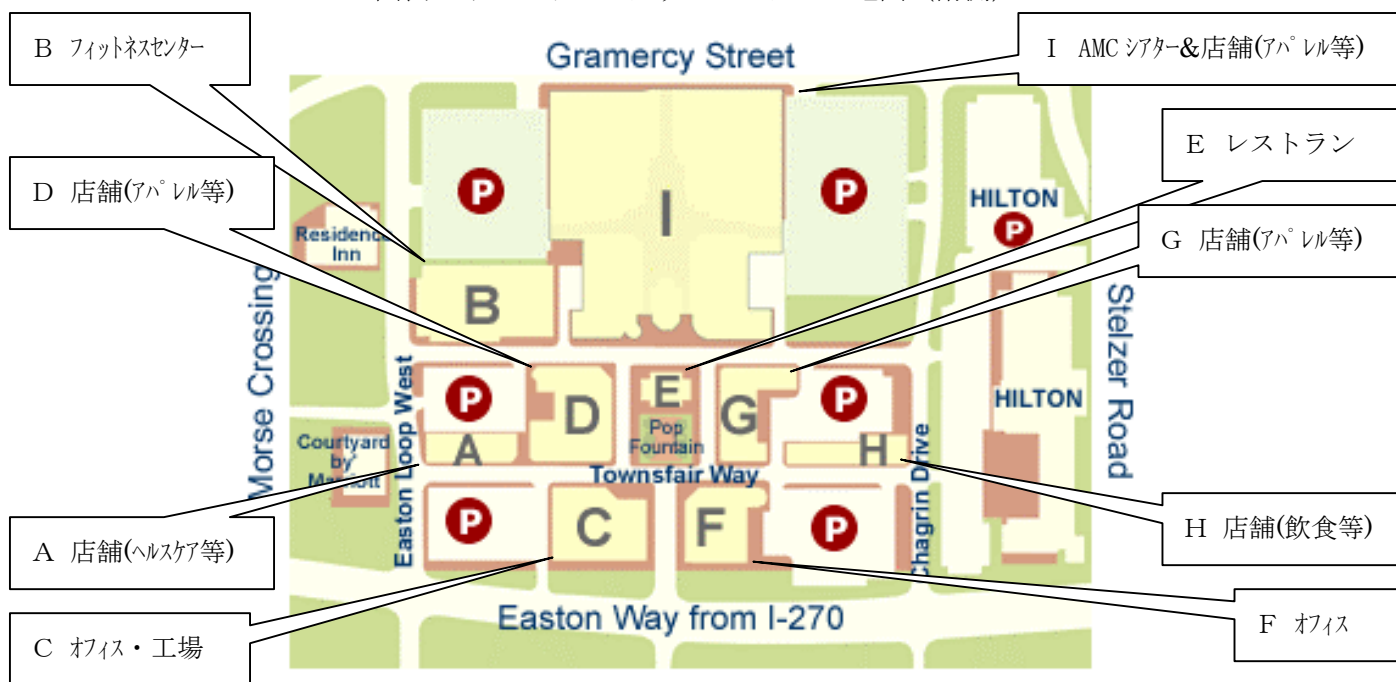 B フィットネスセンター
I AMC シアター&店舗(アパレル等)
Gramercy Street
E レストラン
D 店舗(アパレル等)
P
P
HILTON
P
I
G 店舗(アパレル等)
Residence
Inn
B
Morse Crossing
Stelzer Road
Easton Loop West
P
D
E
G
P
HILTON
Pop
Fountain
A
H
Courtyard
by
Marriott
Townsfair Way
Chagrin Drive
P
C
F
P
A 店舗(ヘルスケア等)
H 店舗(飲食等)
Easton Way from I-270
C オフィス・工場
F オフィス